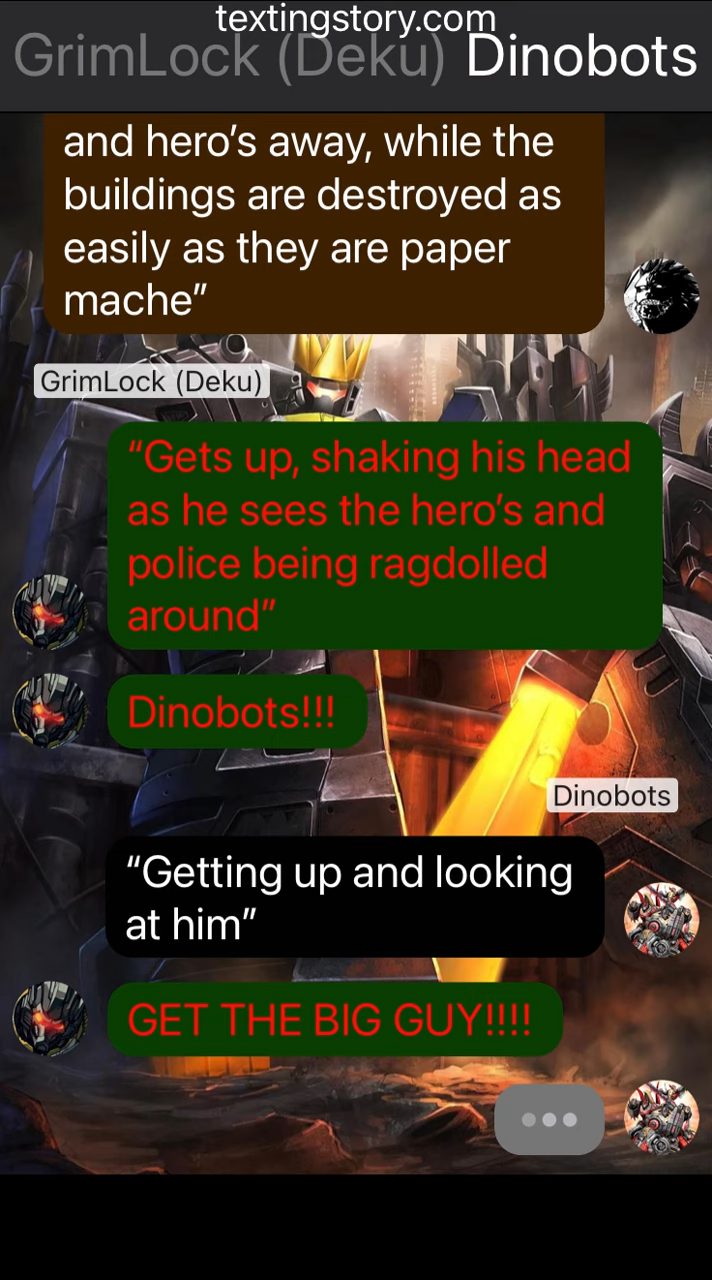 textingstory.com
GrimLock (Deku) Dinobots
and hero’s away, while the
buildings are destroyed as
easily as they are paper
mache”
GrimLock (Deku)
“Gets up, shaking his head
as he sees the hero’s and
police being ragdolled
around”
Dinobots!!!
Dinobots
“Getting up and looking
at him”
GET THE BIG GUY!!!!